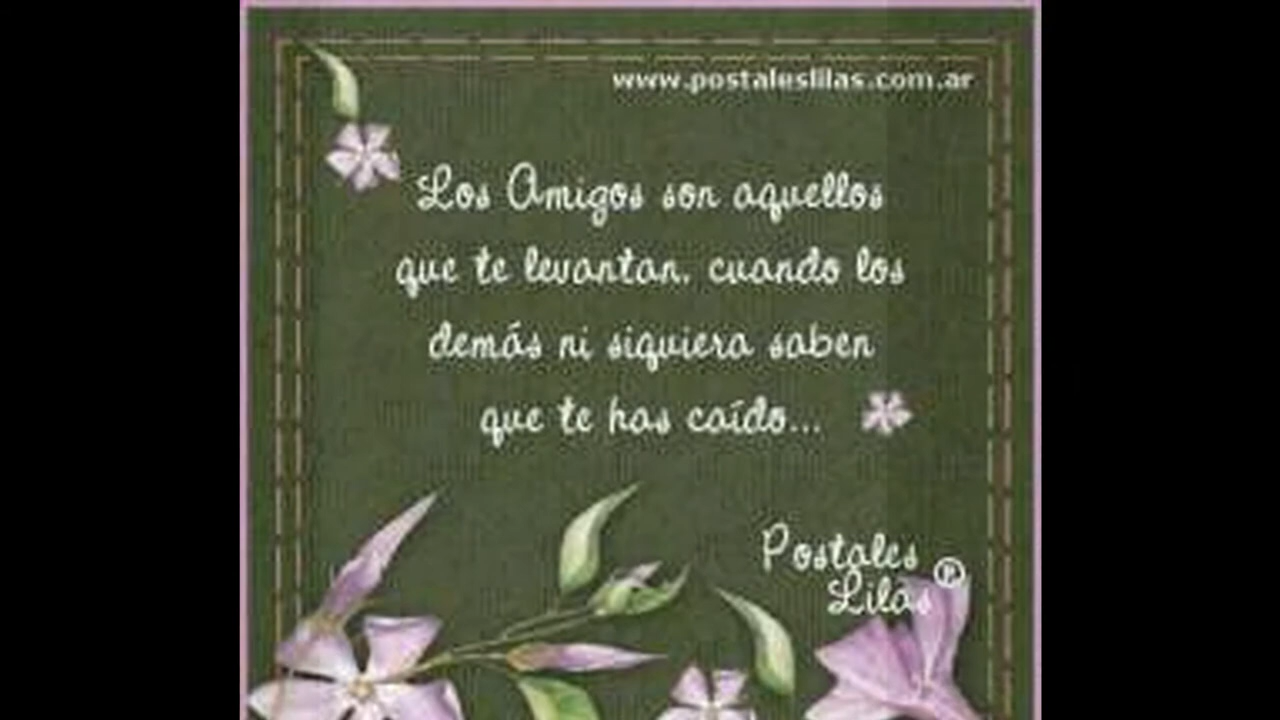 www.postaleslilas.com.ar
Los Amigos son aquellos
que te levantan, cuando los
demás ni siquiera saben
que te has caído...
Postales
Lilas ℗